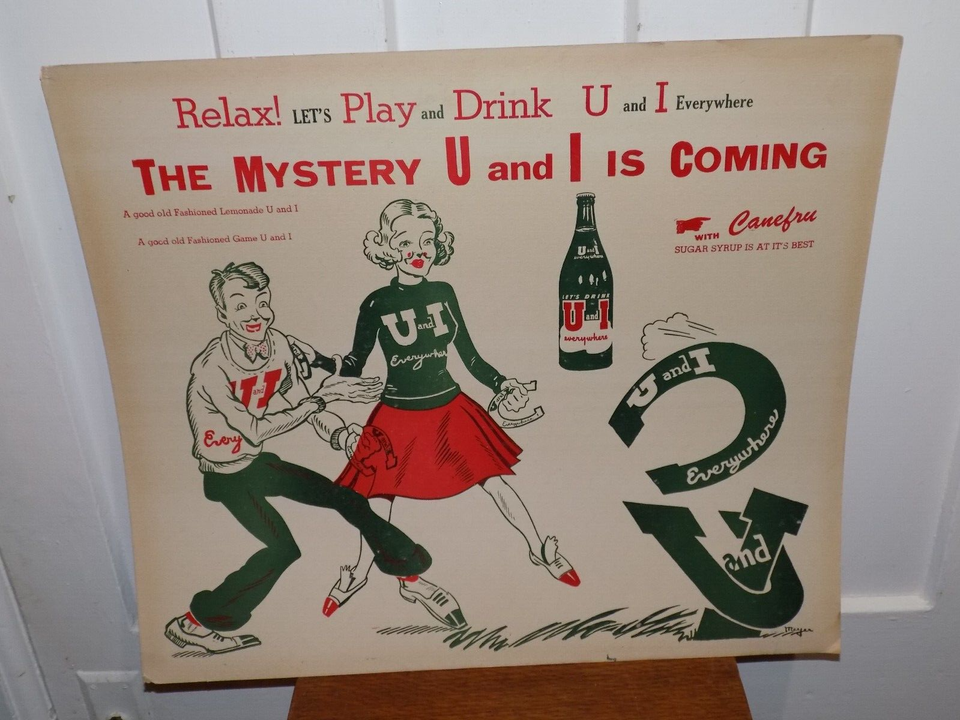 Relax! LET'S Play and Drink U and I Everywhere
THE MYSTERY U and I IS COMING
A good old Fashioned Lemonade U and I
A good old Fashioned Game U and I
WITH Canefru
SUGAR SYRUP IS AT IT'S BEST
U and I
everywhere
LET'S DRINK
U and I
everywhere
U and I
Everywhere
U and I
Every
U and I
Everywhere
U and
Meyer